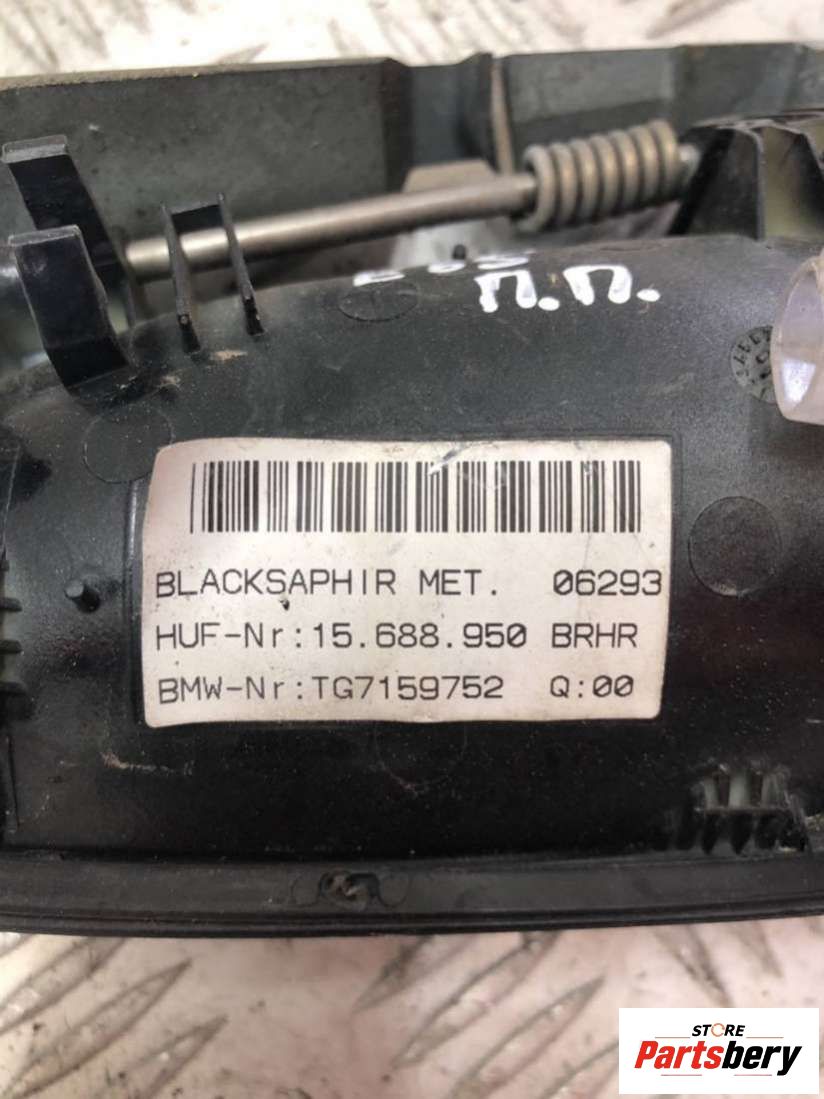 П.П.
BLACKSAPHIR MET. 06293
HUF-Nr:15.688.950 BRHR
BMW-Nr:TG7159752 Q:00
STORE
Partsbery